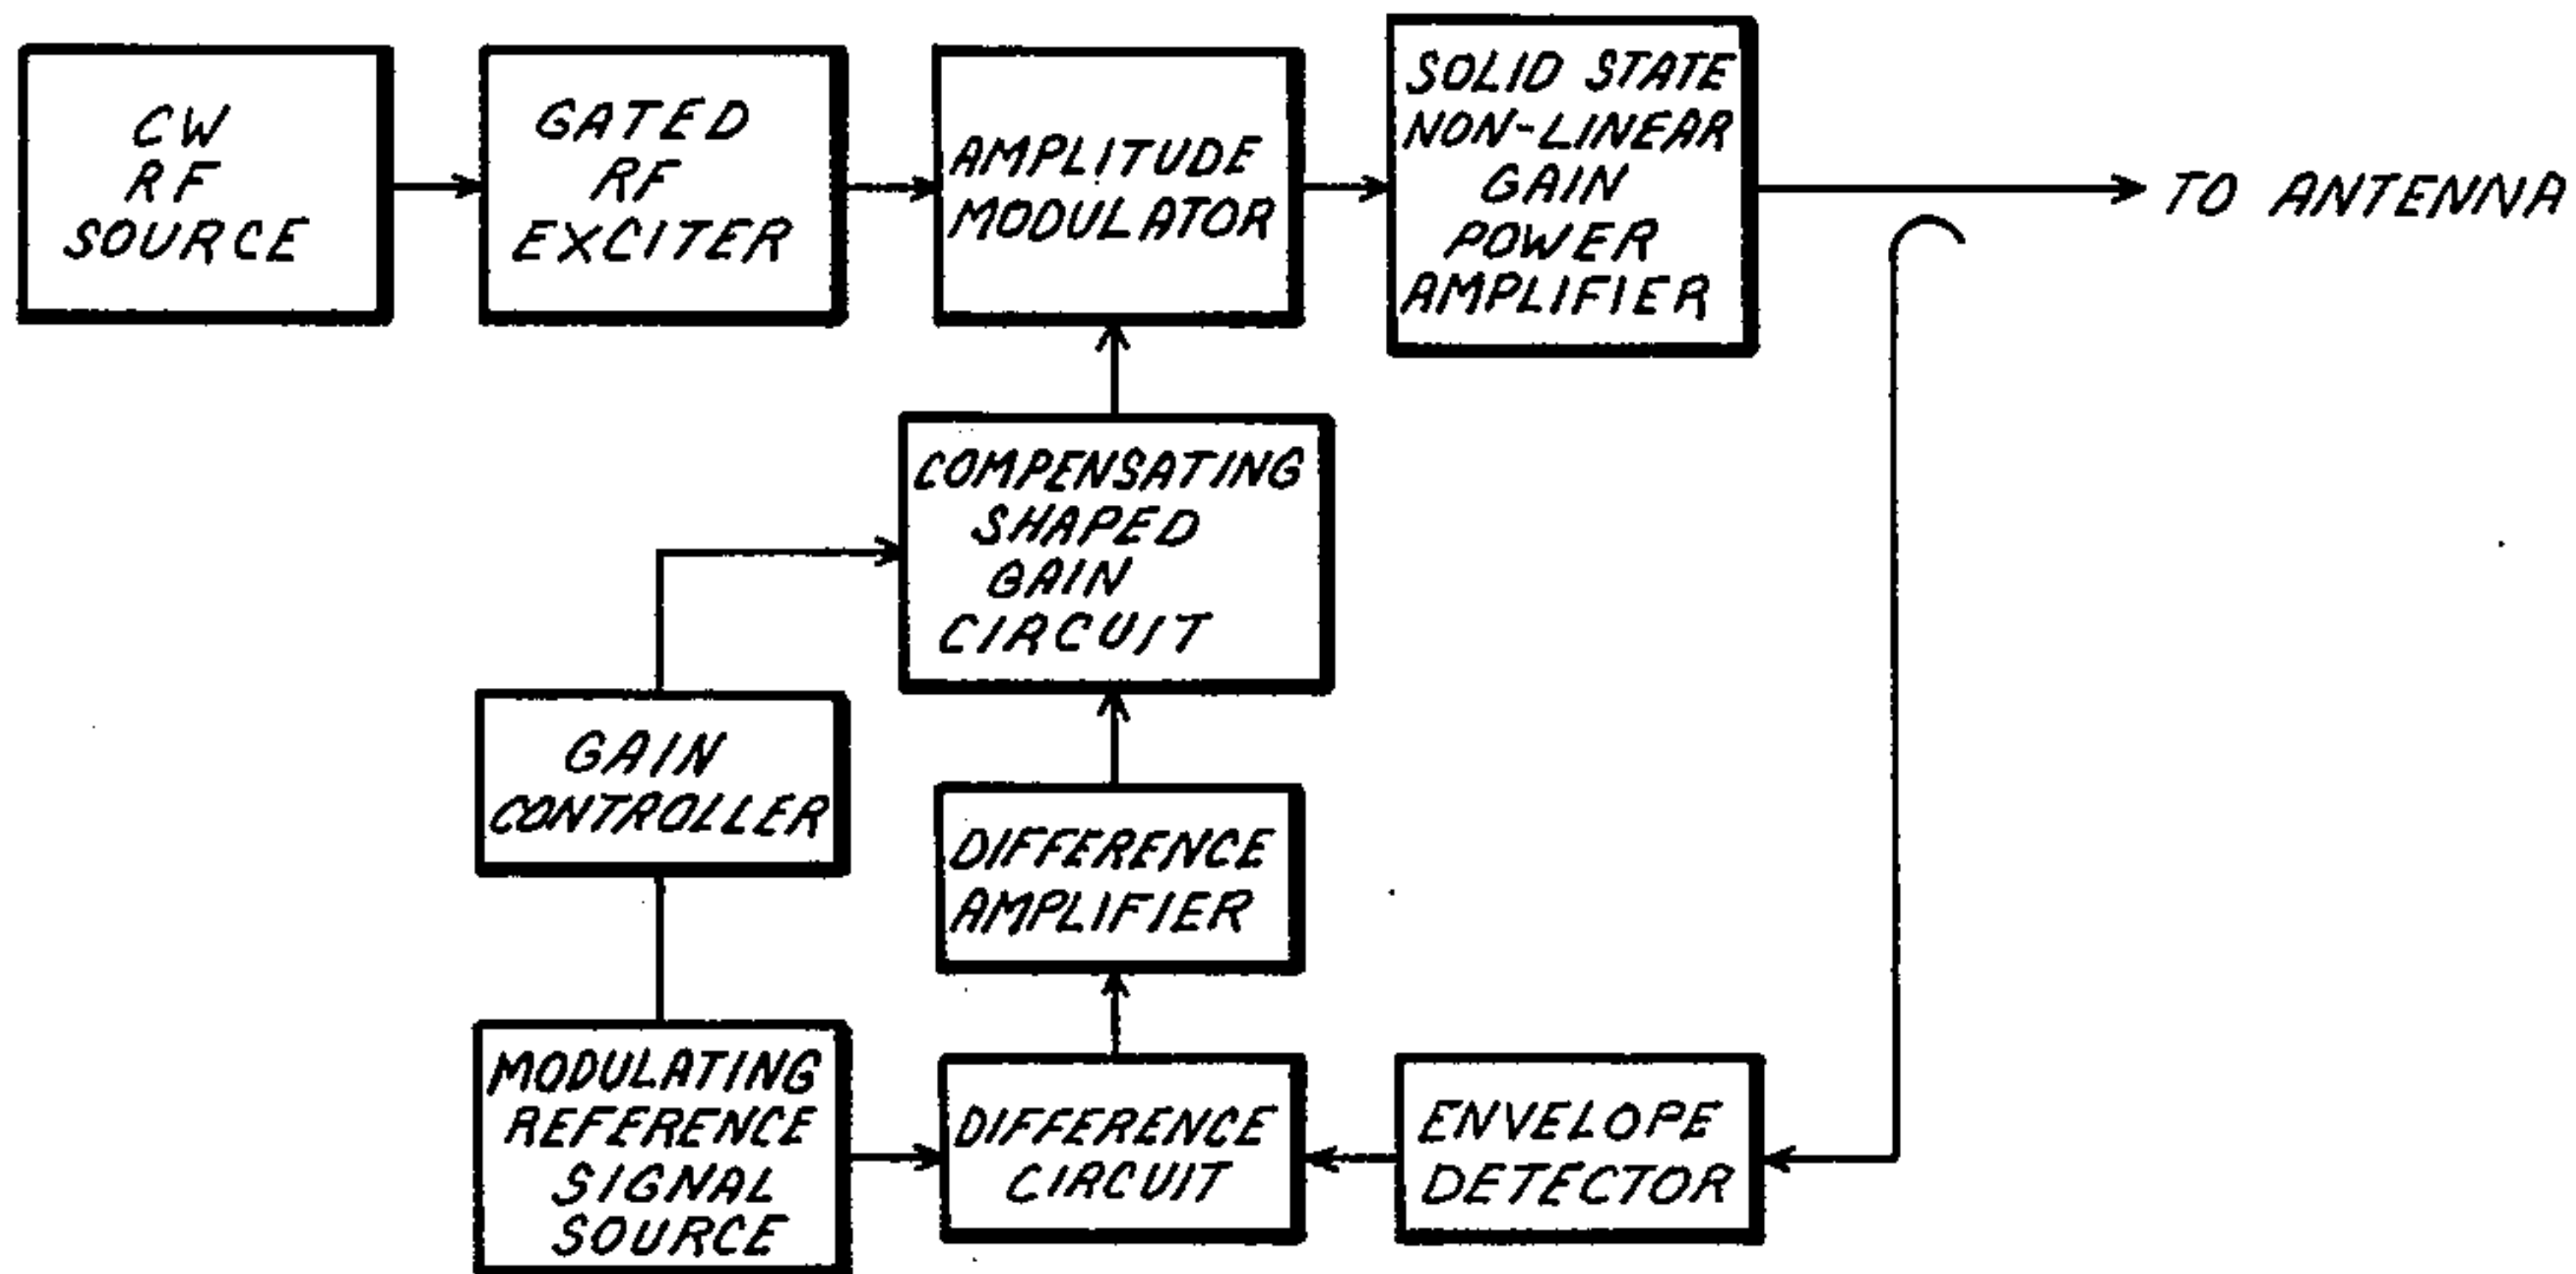 CW
RF
SOURCE
GATED
RF
EXCITER
AMPLITUDE
MODULATOR
SOLID STATE
NON-LINEAR
GAIN
POWER
AMPLIFIER
TO ANTENNA
COMPENSATING
SHAPED
GAIN
CIRCUIT
GAIN
CONTROLLER
DIFFERENCE
AMPLIFIER
MODULATING
REFERENCE
SIGNAL
SOURCE
DIFFERENCE
CIRCUIT
ENVELOPE
DETECTOR